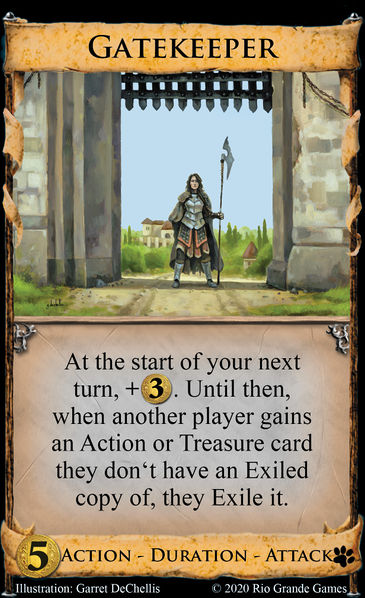 GATEKEEPER
At the start of your next
turn, +3. Until then,
when another player gains
an Action or Treasure card
they don‘t have an Exiled
copy of, they Exile it.
5 ACTION - DURATION - ATTACK
Illustration: Garret DeChellis © 2020 Rio Grande Games